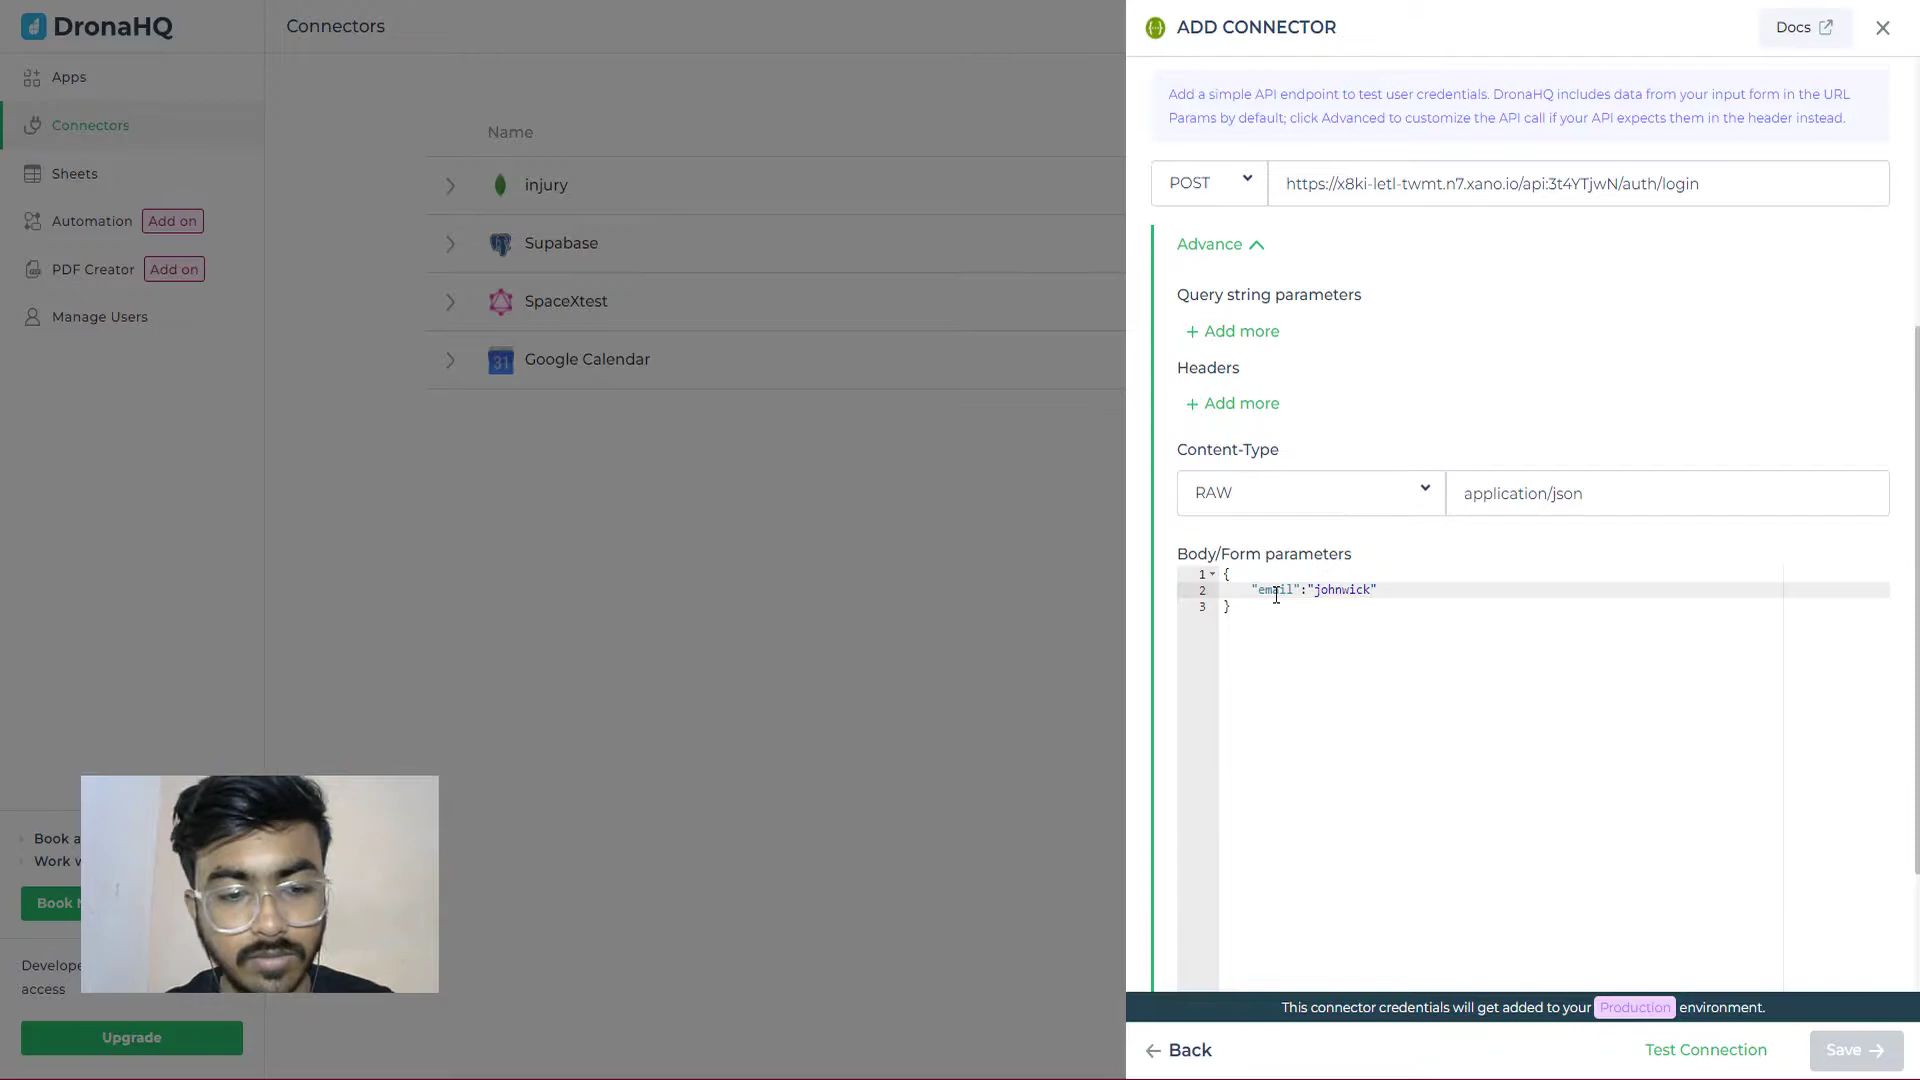 DronaHQ
Apps
Connectors
Sheets
Automation Add on
PDF Creator Add on
Manage Users
Book a
Work
Book
Develope
access
Upgrade
Connectors
Name
injury
Supabase
SpaceXtest
31 Google Calendar
ADD CONNECTOR
Docs
Add a simple API endpoint to test user credentials. DronaHQ includes data from your input form in the URL
Params by default; click Advanced to customize the API call if your API expects them in the header instead.
POST https://x8ki-letl-twmt.n7.xano.io/api:3t4YTjwN/auth/login
Advance
Query string parameters
+ Add more
Headers
+ Add more
Content-Type
RAW application/json
Body/Form parameters
1 {
2 "email":"johnwick"
3 }
This connector credentials will get added to your Production environment.
Back
Test Connection
Save